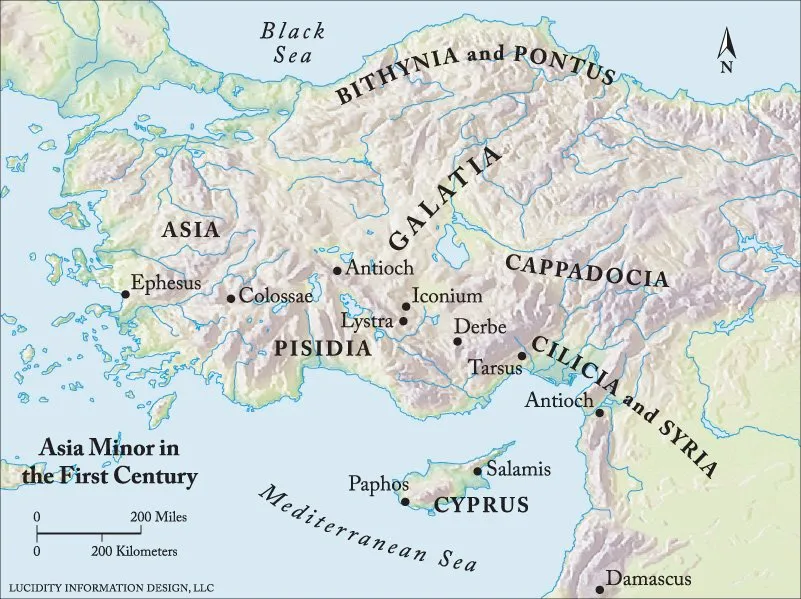 Black
Sea
N
BITHYNIA and PONTUS
GALATIA
ASIA
CAPPADOCIA
Antioch
Ephesus
Colossae
Iconium
Lystra
Derbe
PISIDIA
Tarsus
CILICIA and SYRIA
Antioch
Asia Minor in
the First Century
Salamis
Paphos
CYPRUS
Mediterranean Sea
0 200 Miles
0 200 Kilometers
Damascus
LUCIDITY INFORMATION DESIGN, LLC